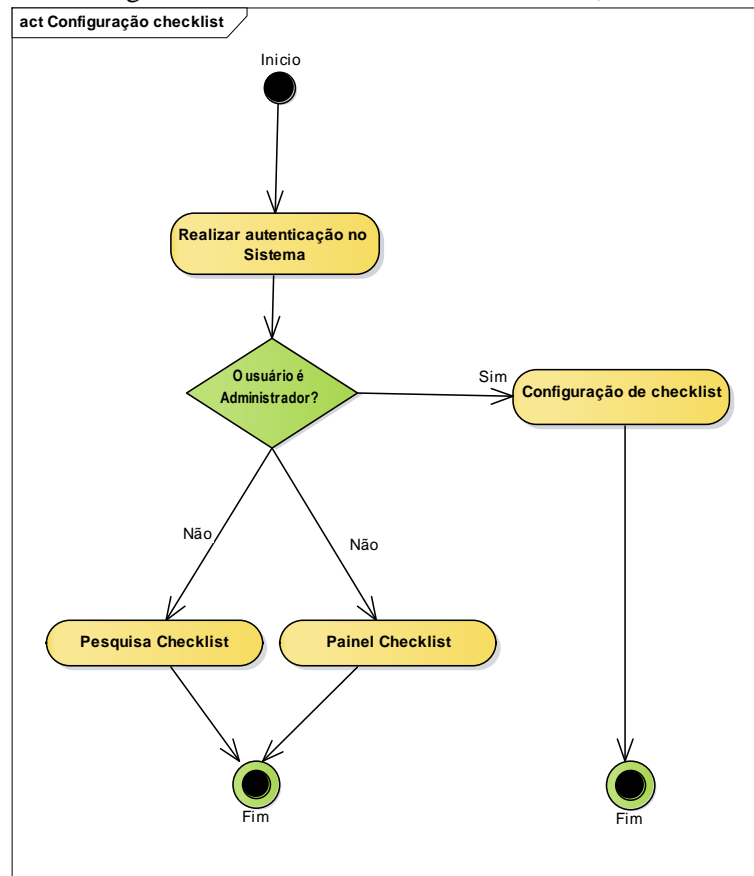 act Configuração checklist
Inicio
Realizar autenticação no
Sistema
O usuário é
Administrador?
Sim
Configuração de checklist
Não
Não
Pesquisa Checklist
Painel Checklist
Fim
Fim